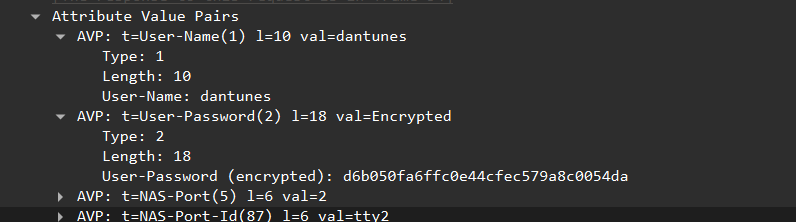 Attribute Value Pairs
AVP: t=User-Name(1) l=10 val=dantunes
Type: 1
Length: 10
User-Name: dantunes
AVP: t=User-Password(2) l=18 val=Encrypted
Type: 2
Length: 18
User-Password (encrypted): d6b050fa6ffc0e44cfec579a8c0054da
AVP: t=NAS-Port(5) l=6 val=2
AVP: t=NAS-Port-Id(87) l=6 val=tty2